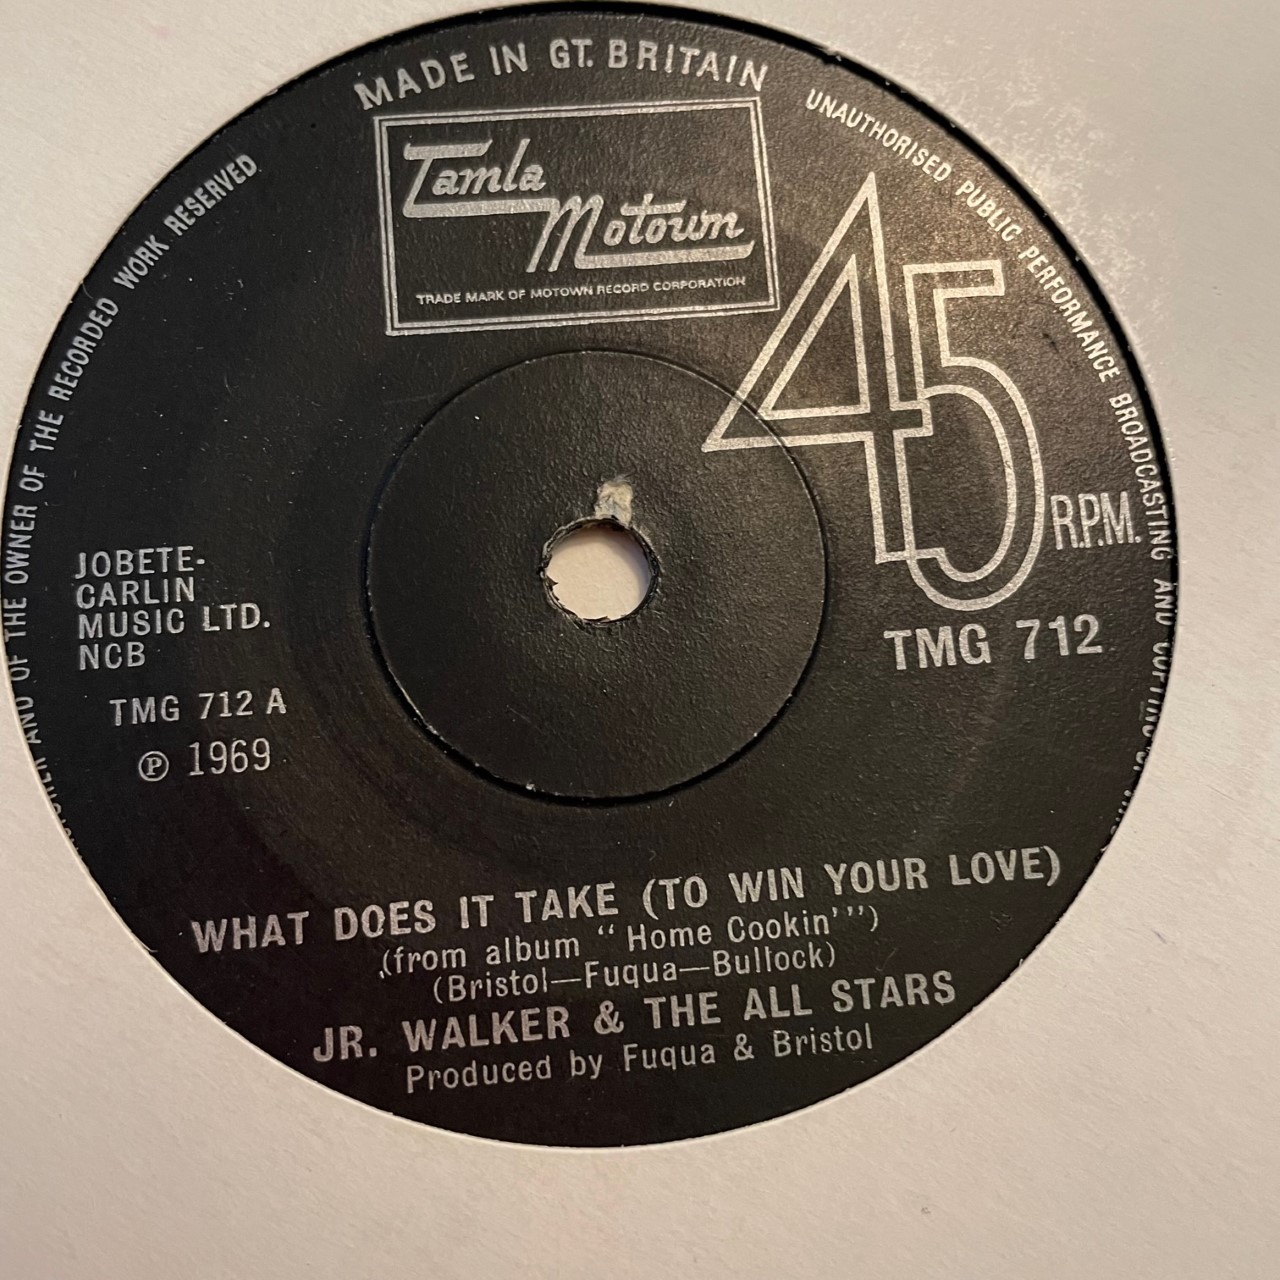 MADE IN GT. BRITAIN
UNAUTHORISED PUBLIC PERFORMANCE BROADCASTING AND COPYING
AND OF THE OWNER OF THE RECORDED WORK RESERVED
Tamla
Motown
TRADE MARK OF MOTOWN RECORD CORPORATION
45
R.P.M.
TMG 712
JOBETE-
CARLIN
MUSIC LTD.
NCB
TMG 712 A
℗ 1969
WHAT DOES IT TAKE (TO WIN YOUR LOVE)
(from album “Home Cookin’”)
(Bristol—Fuqua—Bullock)
JR. WALKER & THE ALL STARS
Produced by Fuqua & Bristol